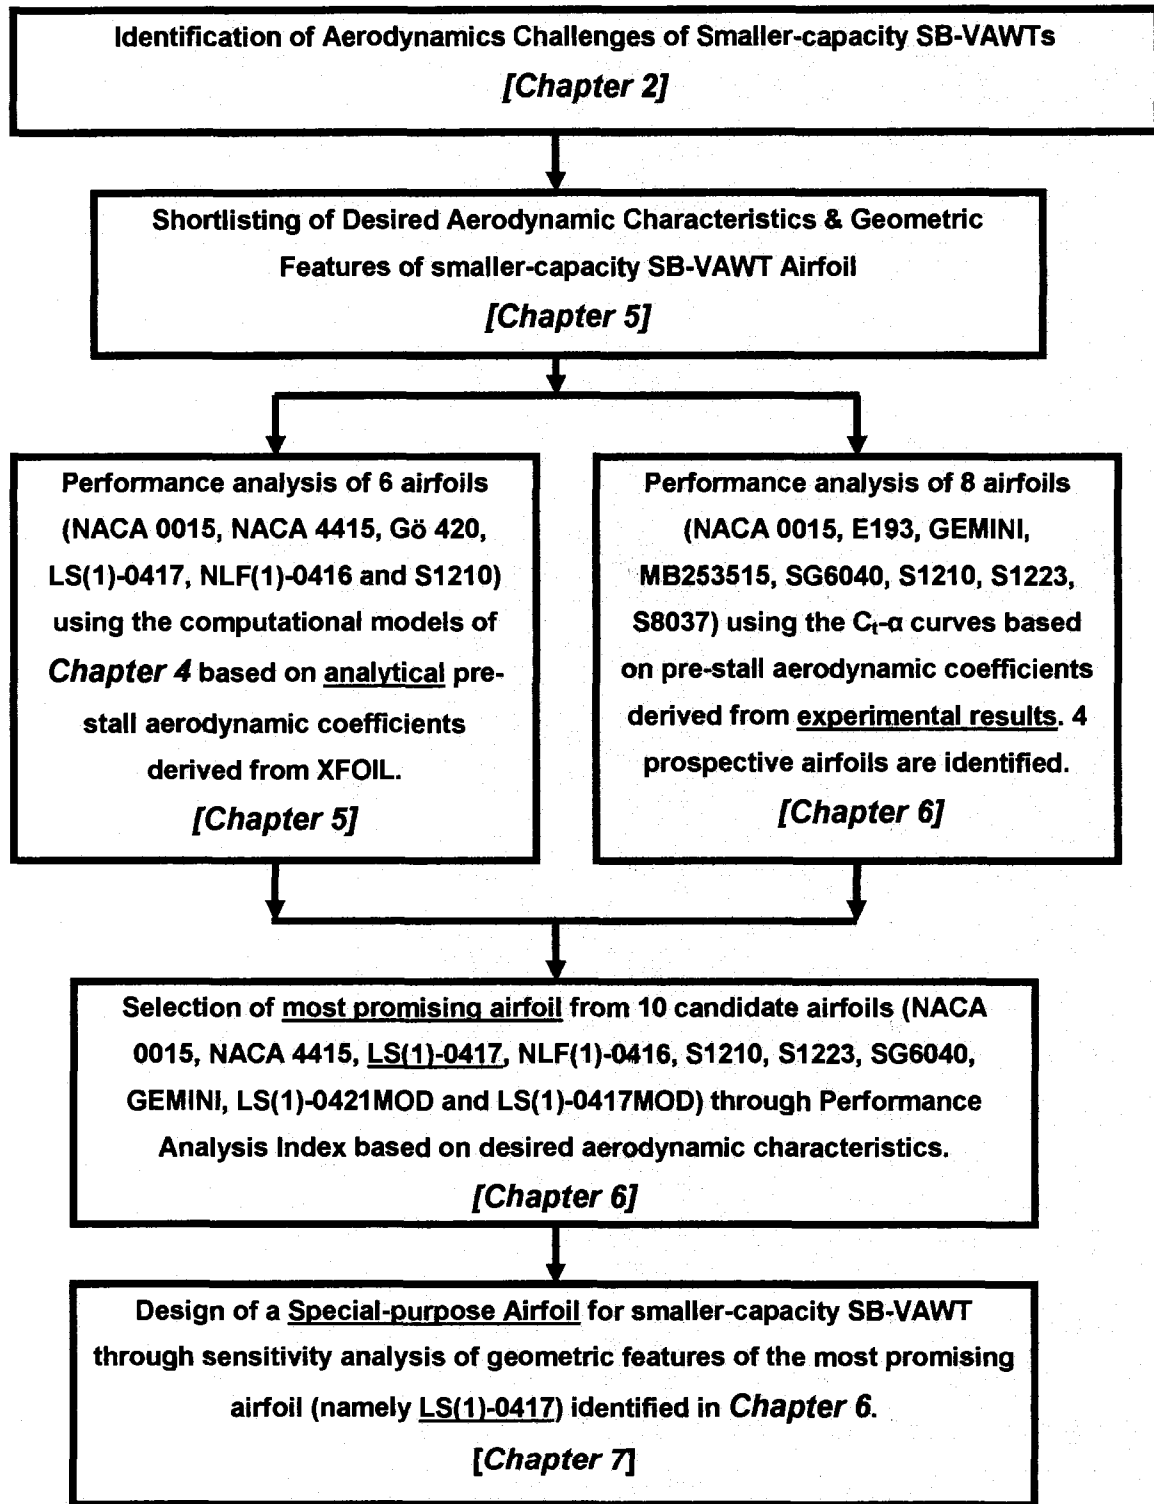 Identification of Aerodynamics Challenges of Smaller-capacity SB-VAWTs
[Chapter 2]
Shortlisting of Desired Aerodynamic Characteristics & Geometric
Features of smaller-capacity SB-VAWT Airfoil
[Chapter 5]
Performance analysis of 6 airfoils
(NACA 0015, NACA 4415, Gö 420,
LS(1)-0417, NLF(1)-0416 and S1210)
using the computational models of
Chapter 4 based on analytical pre-
stall aerodynamic coefficients
derived from XFOIL.
[Chapter 5]
Performance analysis of 8 airfoils
(NACA 0015, E193, GEMINI,
MB253515, SG6040, S1210, S1223,
S8037) using the Cₜ-α curves based
on pre-stall aerodynamic coefficients
derived from experimental results. 4
prospective airfoils are identified.
[Chapter 6]
Selection of most promising airfoil from 10 candidate airfoils (NACA
0015, NACA 4415, LS(1)-0417, NLF(1)-0416, S1210, S1223, SG6040,
GEMINI, LS(1)-0421MOD and LS(1)-0417MOD) through Performance
Analysis Index based on desired aerodynamic characteristics.
[Chapter 6]
Design of a Special-purpose Airfoil for smaller-capacity SB-VAWT
through sensitivity analysis of geometric features of the most promising
airfoil (namely LS(1)-0417) identified in Chapter 6.
[Chapter 7]